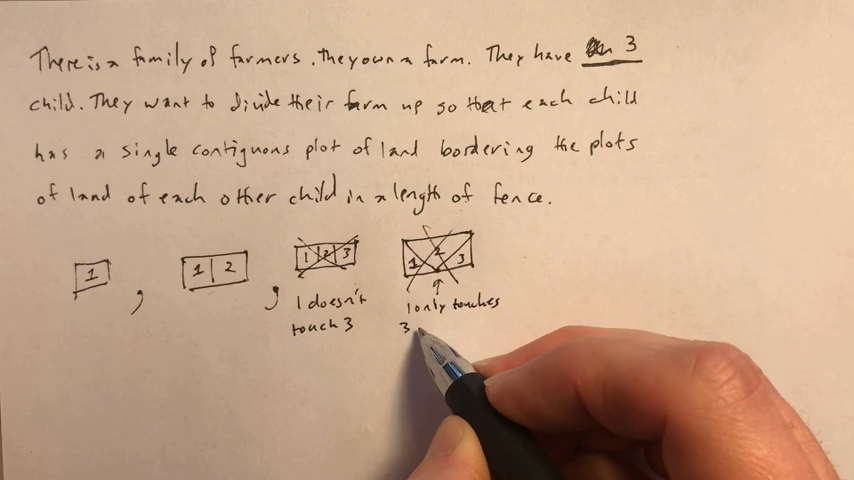 There is a family of farmers. they own a farm. They have 3
child. They want to divide their farm up so that each child
has a single contiguous plot of land bordering the plots
of land of each other child in a length of fence.
1 , 1 2 , 1 2 3 1 2 3
1 doesn't
touch 3
1 only touches
3